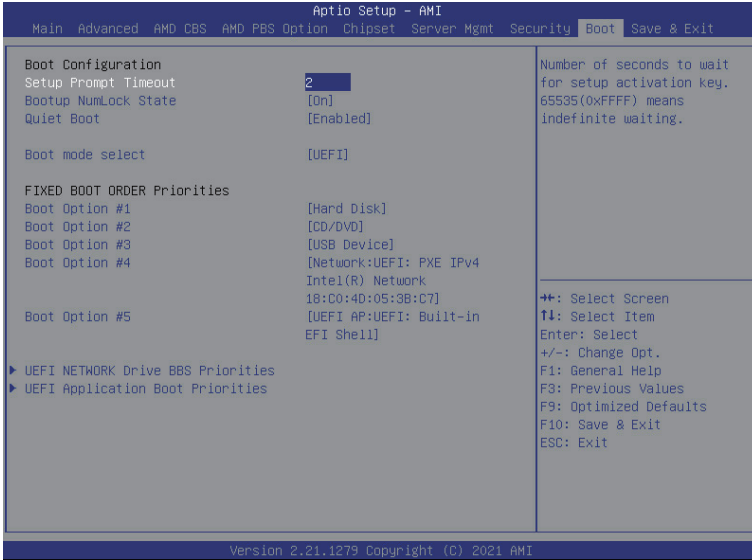 Aptio Setup – AMI
Main Advanced AMD CBS AMD PBS Option Chipset Server Mgmt Security Boot Save & Exit
Boot Configuration
Setup Prompt Timeout 2
Bootup NumLock State [On]
Quiet Boot [Enabled]
Boot mode select [UEFI]
FIXED BOOT ORDER Priorities
Boot Option #1 [Hard Disk]
Boot Option #2 [CD/DVD]
Boot Option #3 [USB Device]
Boot Option #4 [Network:UEFI: PXE IPv4
Intel(R) Network
18:C0:4D:05:3B:C7]
Boot Option #5 [UEFI AP:UEFI: Built-in
EFI Shell]
UEFI NETWORK Drive BBS Priorities
UEFI Application Boot Priorities
Number of seconds to wait
for setup activation key.
65535(0xFFFF) means
indefinite waiting.
→←: Select Screen
↑↓: Select Item
Enter: Select
+/-: Change Opt.
F1: General Help
F3: Previous Values
F9: Optimized Defaults
F10: Save & Exit
ESC: Exit
Version 2.21.1279 Copyright (C) 2021 AMI